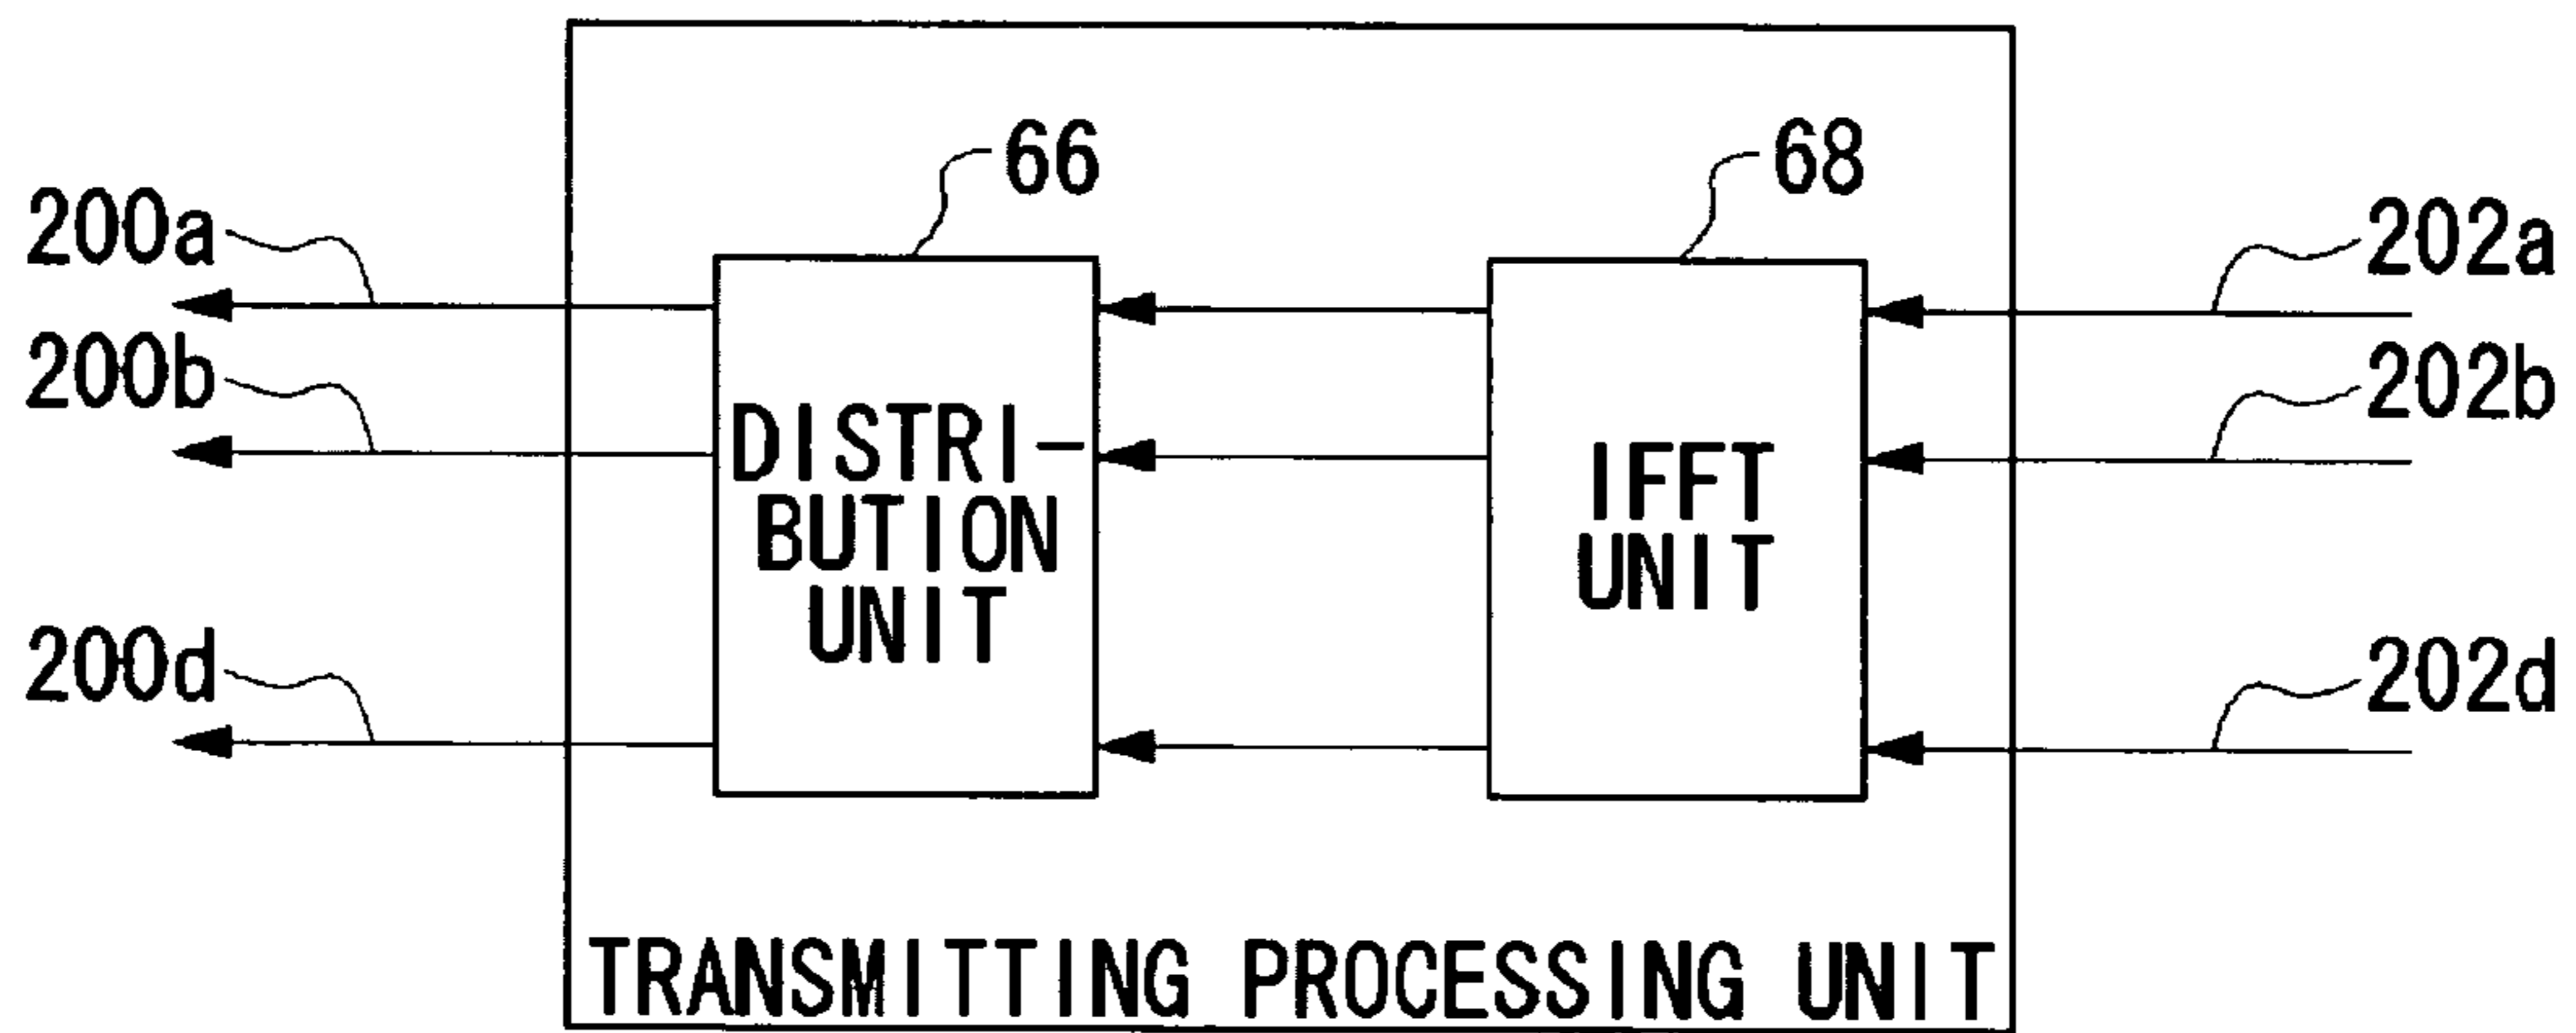 66
68
200a
202a
200b
202b
DISTRI-
BUTION
UNIT
IFFT
UNIT
200d
202d
TRANSMITTING PROCESSING UNIT